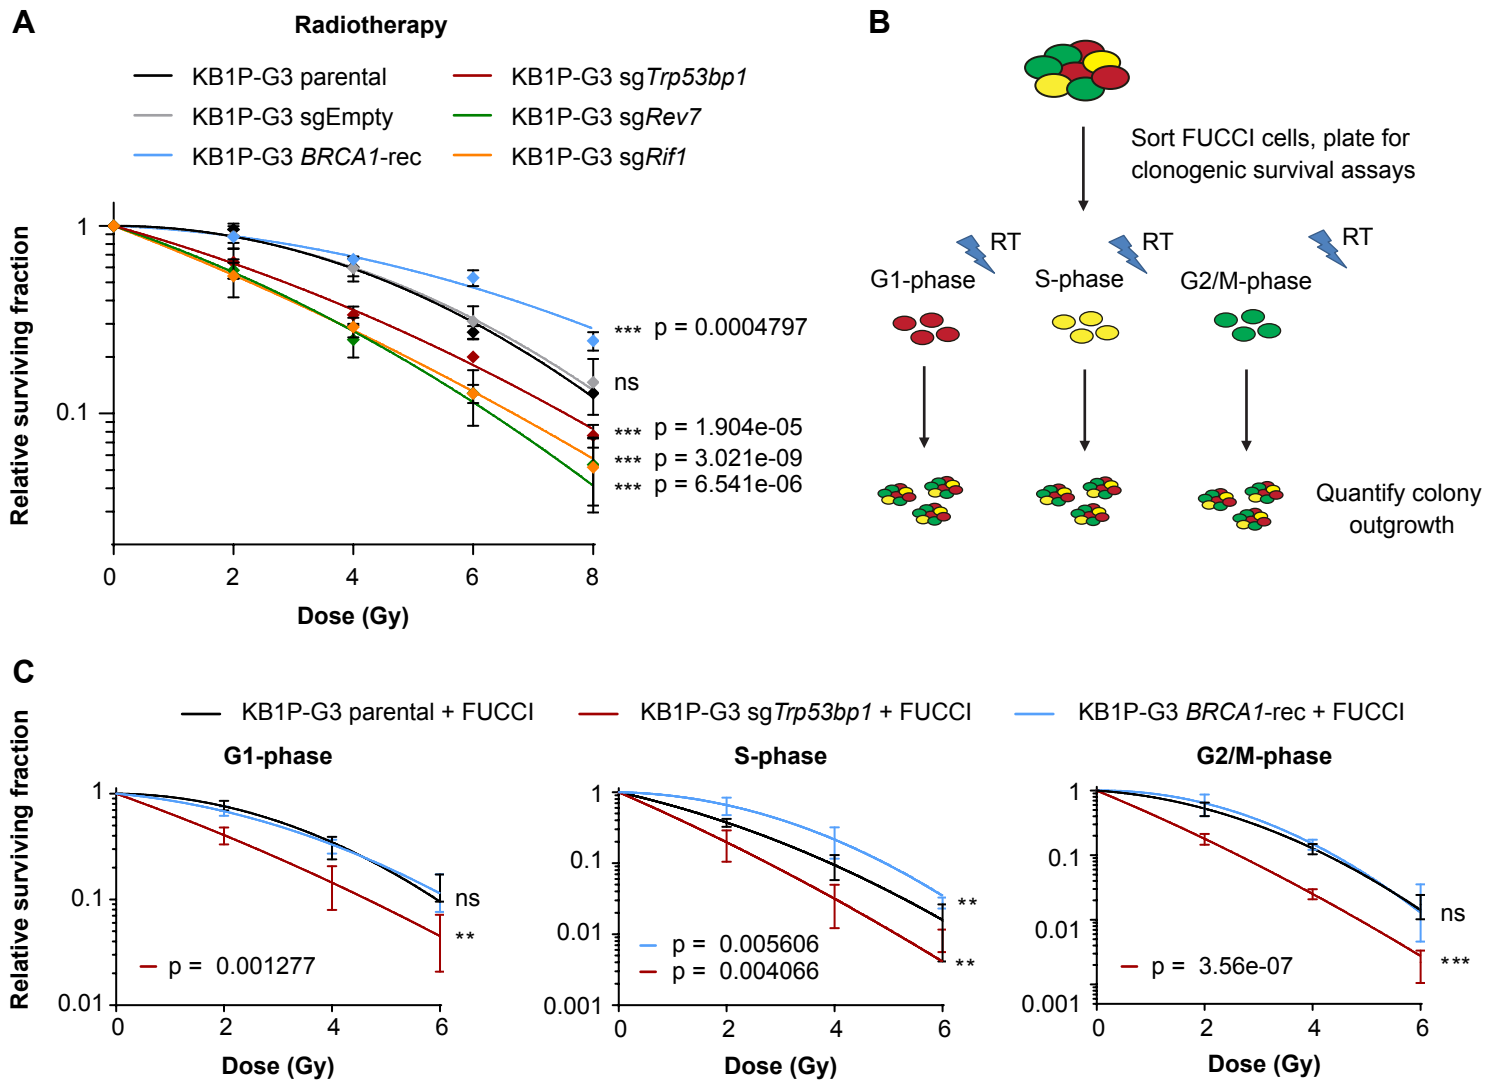 A
Radiotherapy
KB1P-G3 parental
KB1P-G3 sgTrp53bp1
KB1P-G3 sgEmpty
KB1P-G3 sgRev7
KB1P-G3 BRCA1-rec
KB1P-G3 sgRif1
Relative surviving fraction
1
0.1
*** p = 0.0004797
ns
*** p = 1.904e-05
*** p = 3.021e-09
*** p = 6.541e-06
0 2 4 6 8
Dose (Gy)
B
Sort FUCCI cells, plate for
clonogenic survival assays
RT RT RT
G1-phase S-phase G2/M-phase
Quantify colony
outgrowth
C
KB1P-G3 parental + FUCCI
KB1P-G3 sgTrp53bp1 + FUCCI
KB1P-G3 BRCA1-rec + FUCCI
Relative surviving fraction
G1-phase
1
0.1
0.01
ns
**
p = 0.001277
0 2 4 6
Dose (Gy)
S-phase
1
0.1
0.01
0.001
**
**
p = 0.005606
p = 0.004066
0 2 4 6
Dose (Gy)
G2/M-phase
1
0.1
0.01
0.001
ns
***
p = 3.56e-07
0 2 4 6
Dose (Gy)